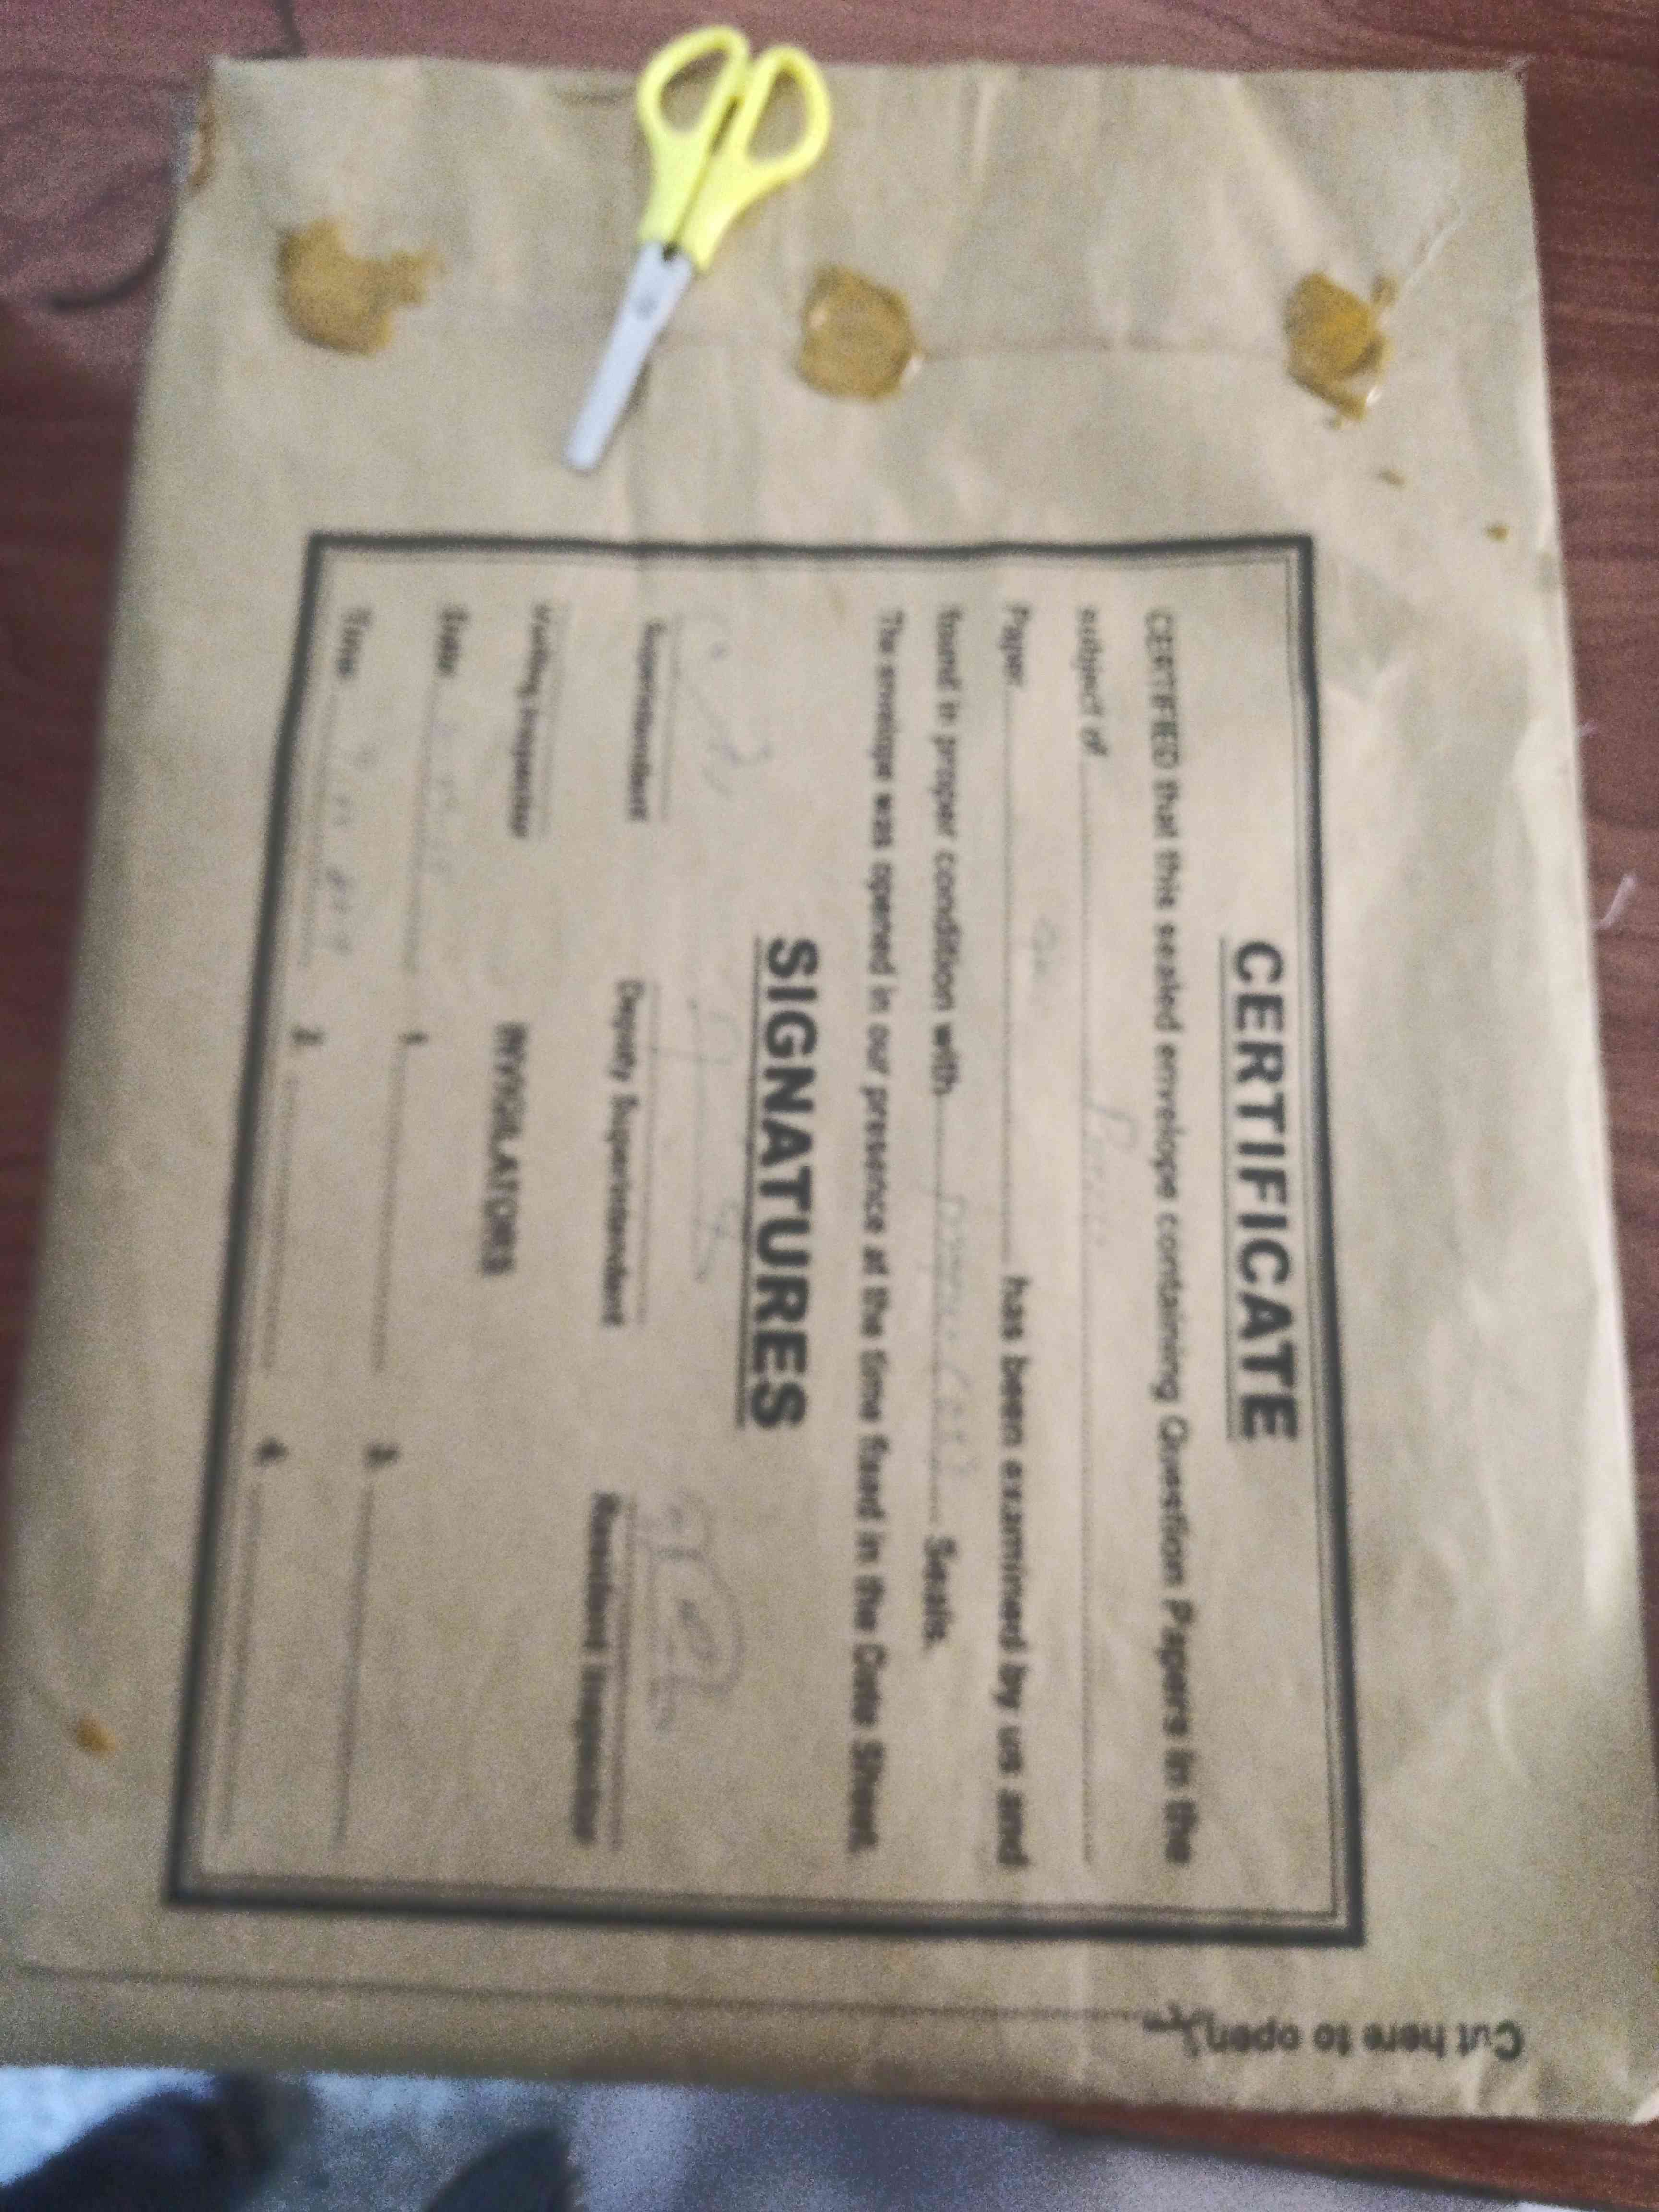 CERTIFICATE
CERTIFIED that this sealed envelope containing Question Papers in the
subject of
Paper has been examined by us and
found in proper condition with Seals.
The envelope was opened in our presence at the time fixed in the Date Sheet.
SIGNATURES
Superintendent Deputy Superintendent Resident Inspector
Visiting Inspector INVIGILATORS
Date 1. 3.
Time 2. 4.
Cut here to open